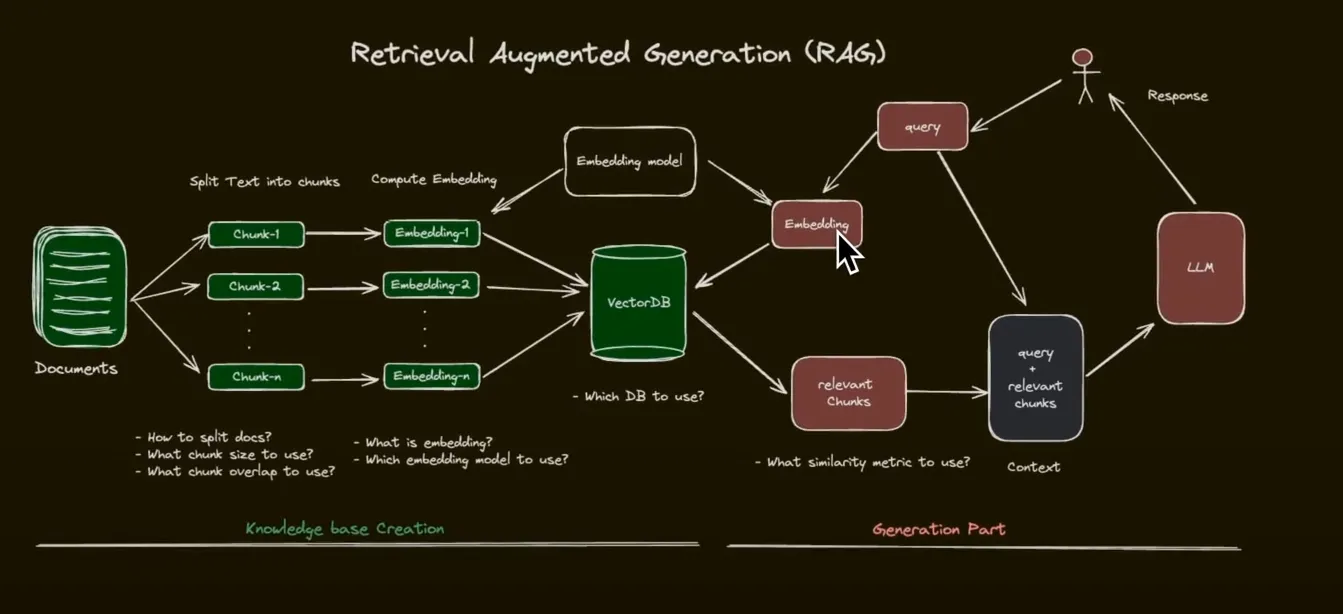 Retrieval Augmented Generation (RAG)
Response
query
Embedding model
Split Text into chunks
Compute Embedding
Embedding
Chunk-1
Embedding-1
LLM
Chunk-2
Embedding-2
VectorDB
query
+
relevant
chunks
Documents
Chunk-n
Embedding-n
relevant
Chunks
- Which DB to use?
- How to split docs?
- What chunk size to use?
- What chunk overlap to use?
- What is embedding?
- Which embedding model to use?
- What similarity metric to use?
Context
Knowledge base Creation
Generation Part